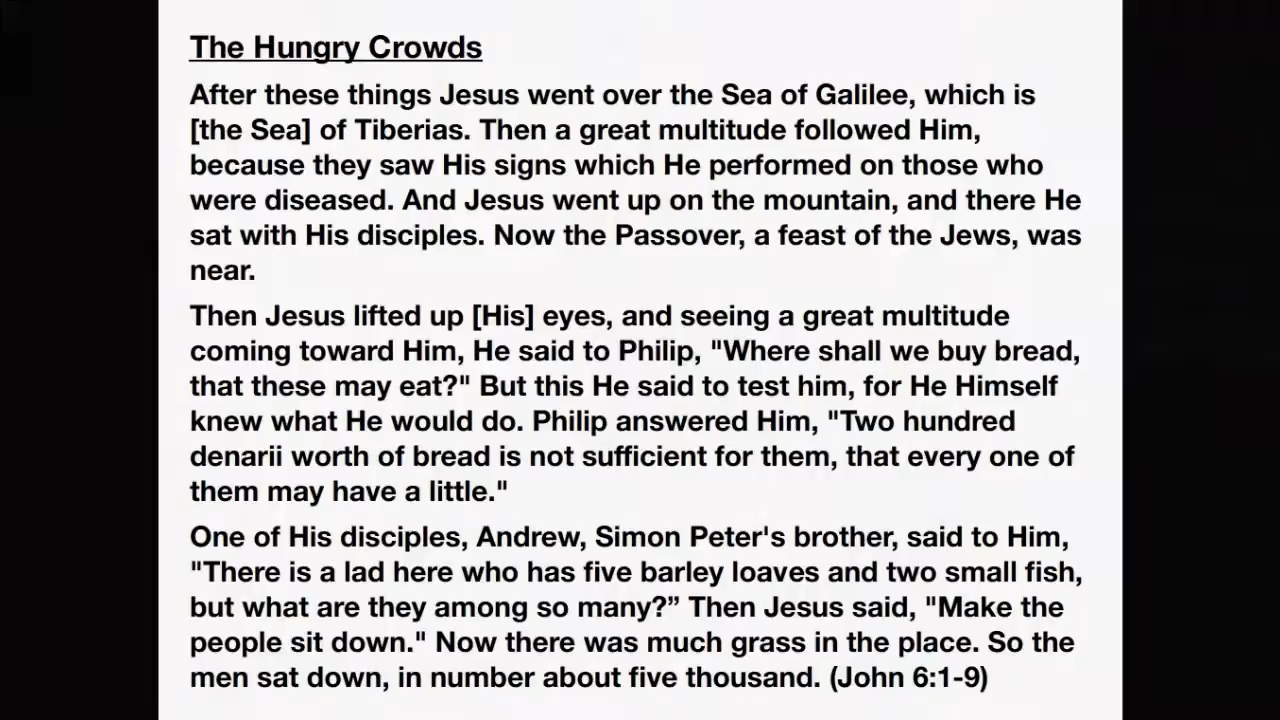 The Hungry Crowds
After these things Jesus went over the Sea of Galilee, which is
[the Sea] of Tiberias. Then a great multitude followed Him,
because they saw His signs which He performed on those who
were diseased. And Jesus went up on the mountain, and there He
sat with His disciples. Now the Passover, a feast of the Jews, was
near.
Then Jesus lifted up [His] eyes, and seeing a great multitude
coming toward Him, He said to Philip, "Where shall we buy bread,
that these may eat?" But this He said to test him, for He Himself
knew what He would do. Philip answered Him, "Two hundred
denarii worth of bread is not sufficient for them, that every one of
them may have a little."
One of His disciples, Andrew, Simon Peter's brother, said to Him,
"There is a lad here who has five barley loaves and two small fish,
but what are they among so many?” Then Jesus said, "Make the
people sit down." Now there was much grass in the place. So the
men sat down, in number about five thousand. (John 6:1-9)